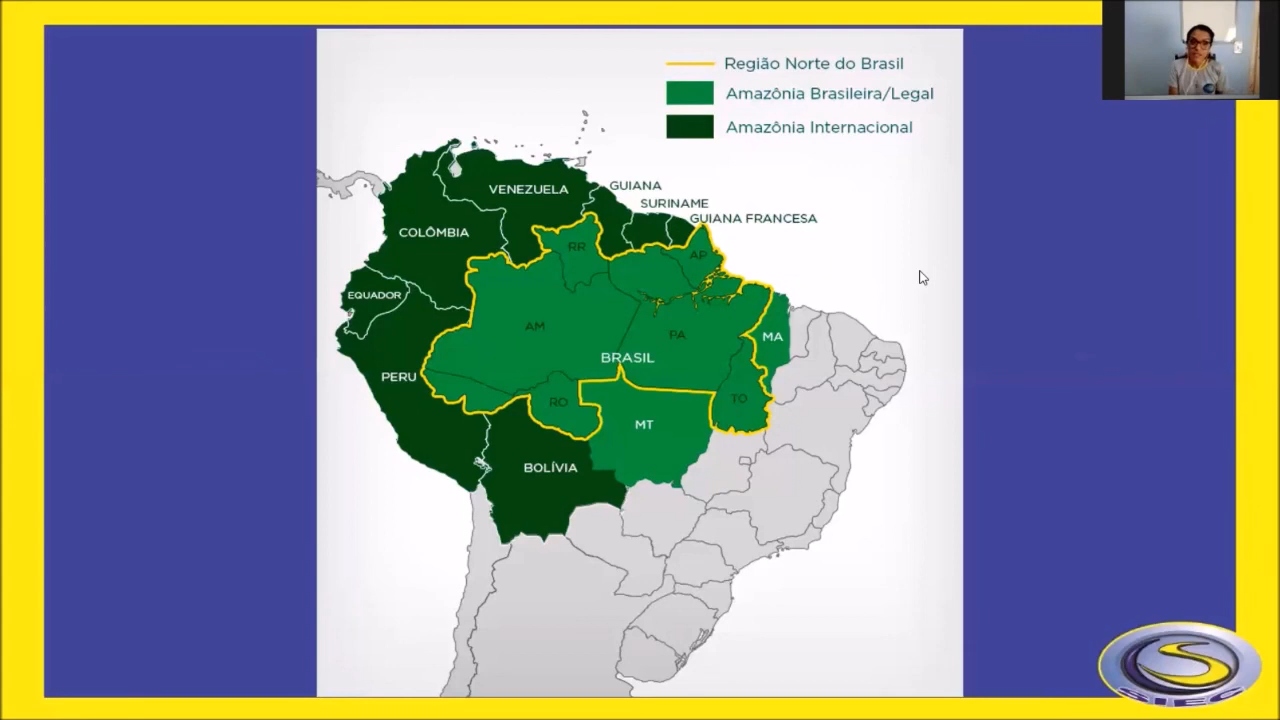 Região Norte do Brasil
Amazônia Brasileira/Legal
Amazônia Internacional
VENEZUELA
GUIANA
SURINAME
GUIANA FRANCESA
COLÔMBIA
RR
AP
EQUADOR
AM
PA
MA
BRASIL
PERU
RO
TO
MT
BOLÍVIA
SIEG